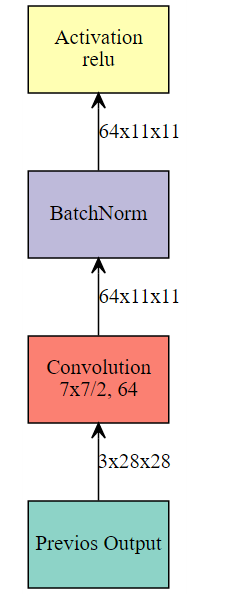 Activation
relu
64x11x11
BatchNorm
64x11x11
Convolution
7x7/2, 64
3x28x28
Previos Output